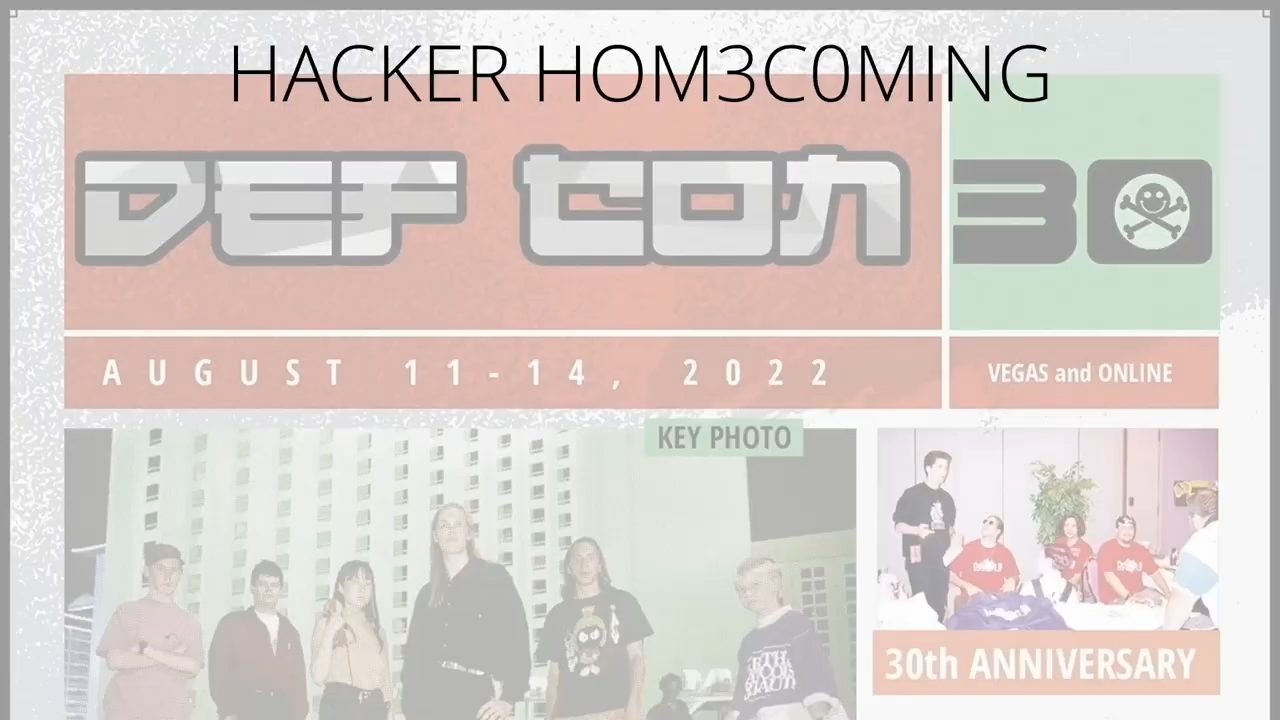 HACKER HOM3C0MING
DEF CON 30
AUGUST 11-14, 2022
VEGAS and ONLINE
KEY PHOTO
30th ANNIVERSARY